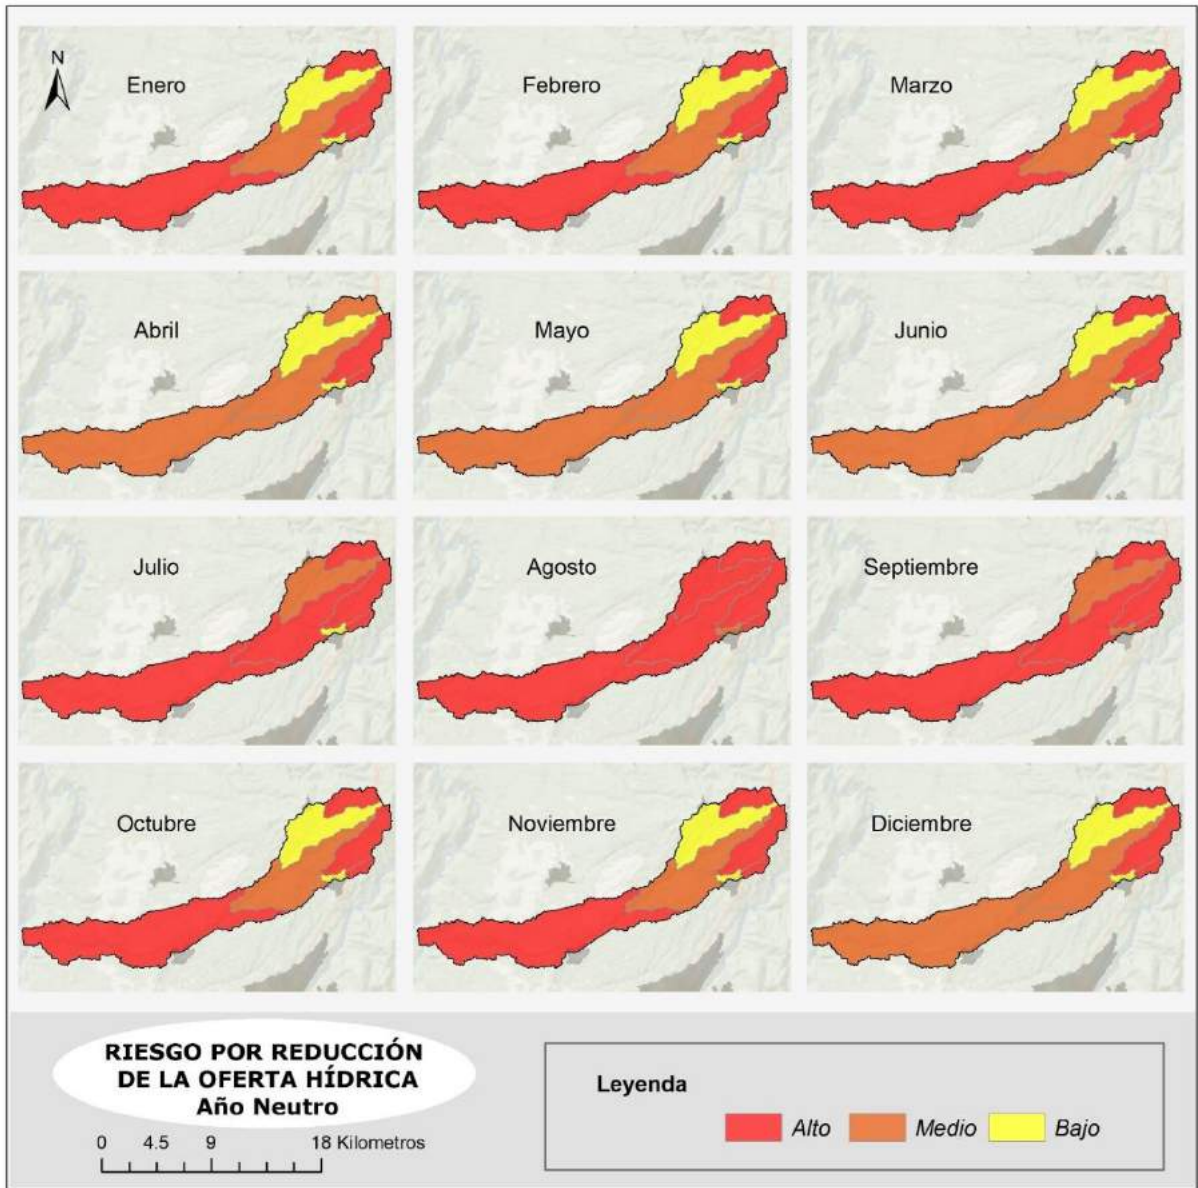 N
Enero
Febrero
Marzo
Abril
Mayo
Junio
Julio
Agosto
Septiembre
Octubre
Noviembre
Diciembre
RIESGO POR REDUCCIÓN
DE LA OFERTA HÍDRICA
Año Neutro
0 4.5 9 18 Kilometros
Leyenda
Alto Medio Bajo